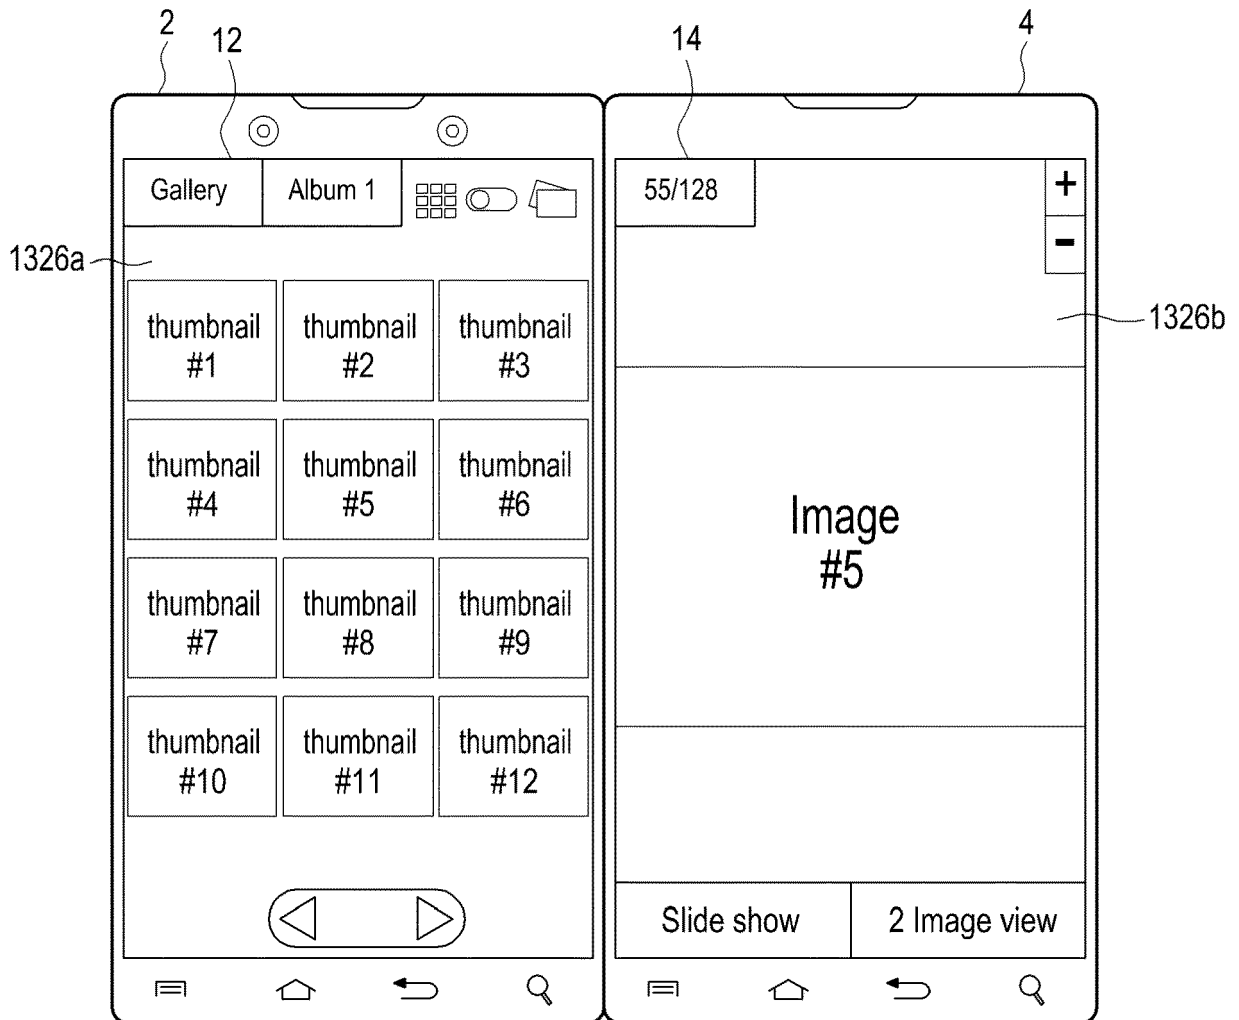 2
12
14
4
Gallery
Album 1
55/128
+
-
1326a
1326b
thumbnail
#1
thumbnail
#2
thumbnail
#3
thumbnail
#4
thumbnail
#5
thumbnail
#6
thumbnail
#7
thumbnail
#8
thumbnail
#9
thumbnail
#10
thumbnail
#11
thumbnail
#12
Image
#5
Slide show
2 Image view